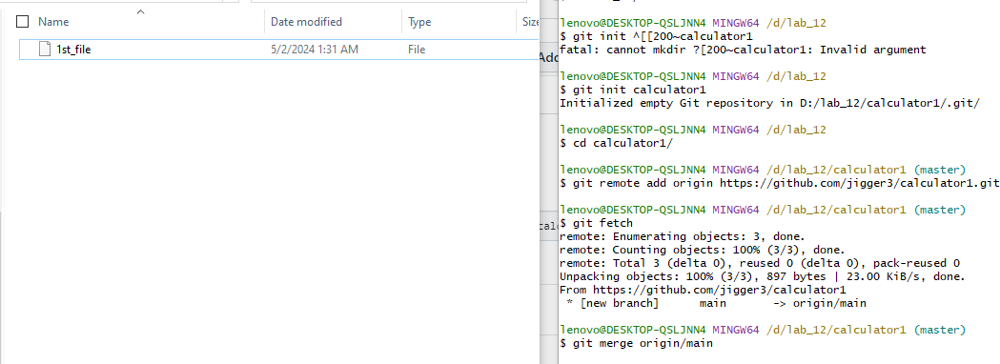 Name Date modified Type Size
1st_file 5/2/2024 1:31 AM File
Add
calc
lenovo@DESKTOP-QSLJNN4 MINGW64 /d/lab_12
$ git init ^[[200~calculator1
fatal: cannot mkdir ?[200~calculator1: Invalid argument
lenovo@DESKTOP-QSLJNN4 MINGW64 /d/lab_12
$ git init calculator1
Initialized empty Git repository in D:/lab_12/calculator1/.git/
lenovo@DESKTOP-QSLJNN4 MINGW64 /d/lab_12
$ cd calculator1/
lenovo@DESKTOP-QSLJNN4 MINGW64 /d/lab_12/calculator1 (master)
$ git remote add origin https://github.com/jigger3/calculator1.git
lenovo@DESKTOP-QSLJNN4 MINGW64 /d/lab_12/calculator1 (master)
$ git fetch
remote: Enumerating objects: 3, done.
remote: Counting objects: 100% (3/3), done.
remote: Total 3 (delta 0), reused 0 (delta 0), pack-reused 0
Unpacking objects: 100% (3/3), 897 bytes | 23.00 KiB/s, done.
From https://github.com/jigger3/calculator1
 * [new branch]      main       -> origin/main
lenovo@DESKTOP-QSLJNN4 MINGW64 /d/lab_12/calculator1 (master)
$ git merge origin/main